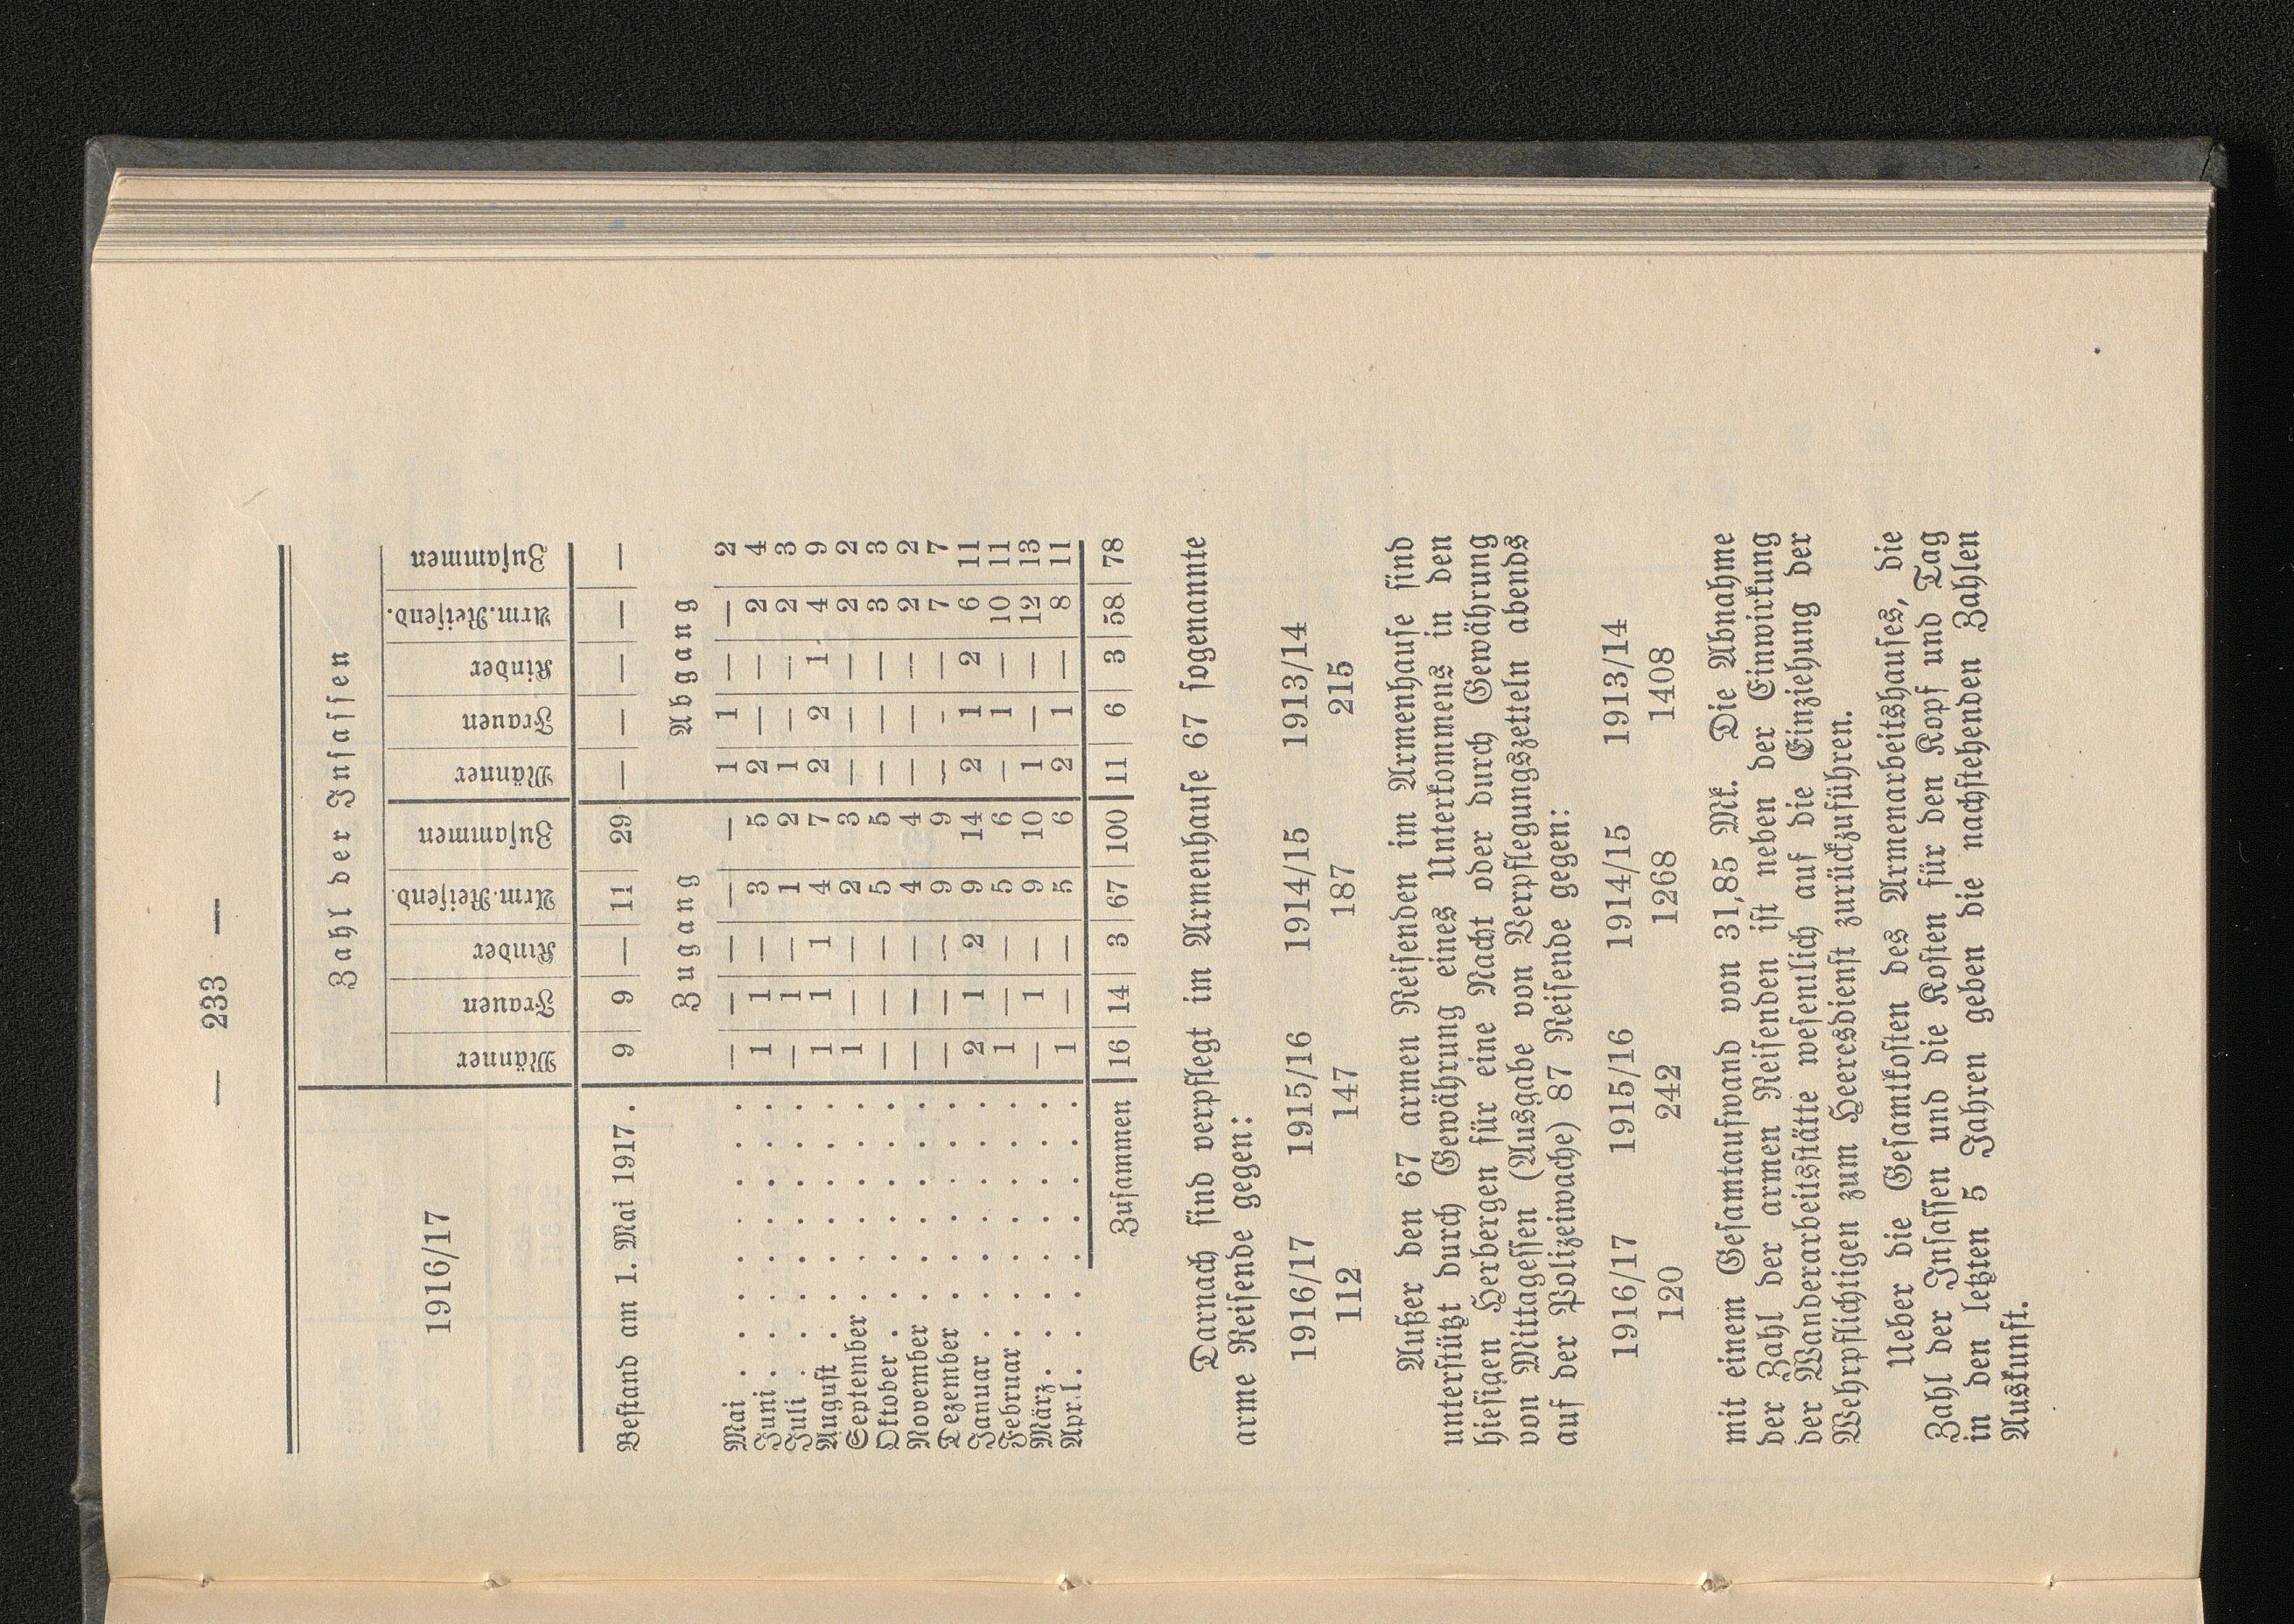 — 233 —
1916/17
Zahl der Insassen
Männer Frauen Kinder Arm.Reisend. Zusammen Männer Frauen Kinder Arm.Reisend. Zusammen
Bestand am 1. Mai 1917 . 9 9 — 11 29 — — — — —
Zugang Abgang
Mai . . . . . . . . — — — — — 1 1 — — 2
Juni . . . . . . . . 1 1 — 3 5 2 — — 2 4
Juli . . . . . . . . — 1 — 1 2 1 — — 2 3
August . . . . . . . 1 1 1 4 7 2 2 1 4 9
September . . . . . . 1 — — 2 3 — — — 2 2
Oktober . . . . . . . — — — 5 5 — — — 3 3
November . . . . . . — — — 4 4 — — — 2 2
Dezember . . . . . . — — — 9 9 — — — 7 7
Januar . . . . . . . 2 1 2 9 14 2 1 2 6 11
Februar . . . . . . . 1 — — 5 6 — 1 — 10 11
März . . . . . . . . — 1 — 9 10 1 — — 12 13
April . . . . . . . . 1 — — 5 6 2 1 — 8 11
Zusammen 16 14 3 67 100 11 6 3 58 78
Darnach sind verpflegt im Armenhause 67 sogenannte
arme Reisende gegen:
1916/17 1915/16 1914/15 1913/14
112 147 187 215
Außer den 67 armen Reisenden im Armenhause sind
unterstützt durch Gewährung eines Unterkommens in den
hiesigen Herbergen für eine Nacht oder durch Gewährung
von Mittagessen (Ausgabe von Verpflegungszetteln abends
auf der Polizeiwache) 87 Reisende gegen:
1916/17 1915/16 1914/15 1913/14
120 242 1268 1408
mit einem Gesamtaufwand von 31,85 Mk. Die Abnahme
der Zahl der armen Reisenden ist neben der Einwirkung
der Wanderarbeitsstätte wesenlich auf die Einziehung der
Wehrpflichtigen zum Heeresdienst zurückzuführen.
Ueber die Gesamtkosten des Armenarbeitshauses, die
Zahl der Insassen und die Kosten für den Kopf und Tag
in den letzten 5 Jahren geben die nachstehenden Zahlen
Auskunft.